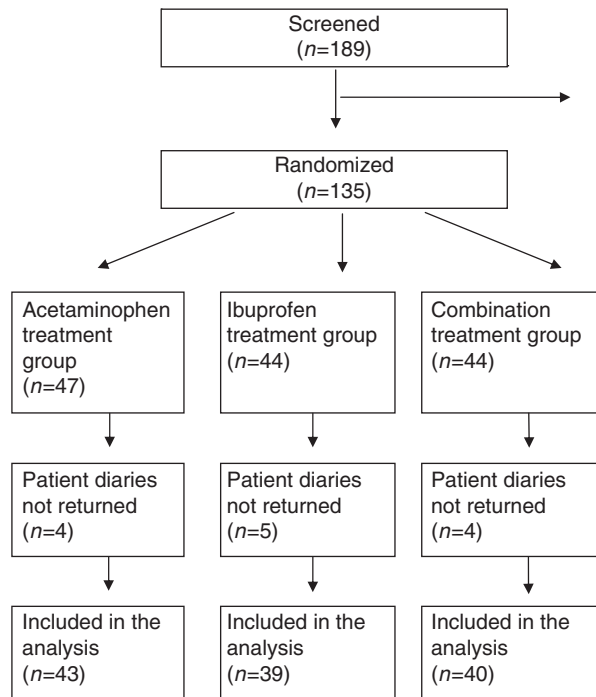 Screened
(n=189)
Randomized
(n=135)
Acetaminophen
treatment
group
(n=47)
Ibuprofen
treatment group
(n=44)
Combination
treatment group
(n=44)
Patient diaries
not returned
(n=4)
Patient diaries
not returned
(n=5)
Patient diaries
not returned
(n=4)
Included in the
analysis
(n=43)
Included in the
analysis
(n=39)
Included in the
analysis
(n=40)